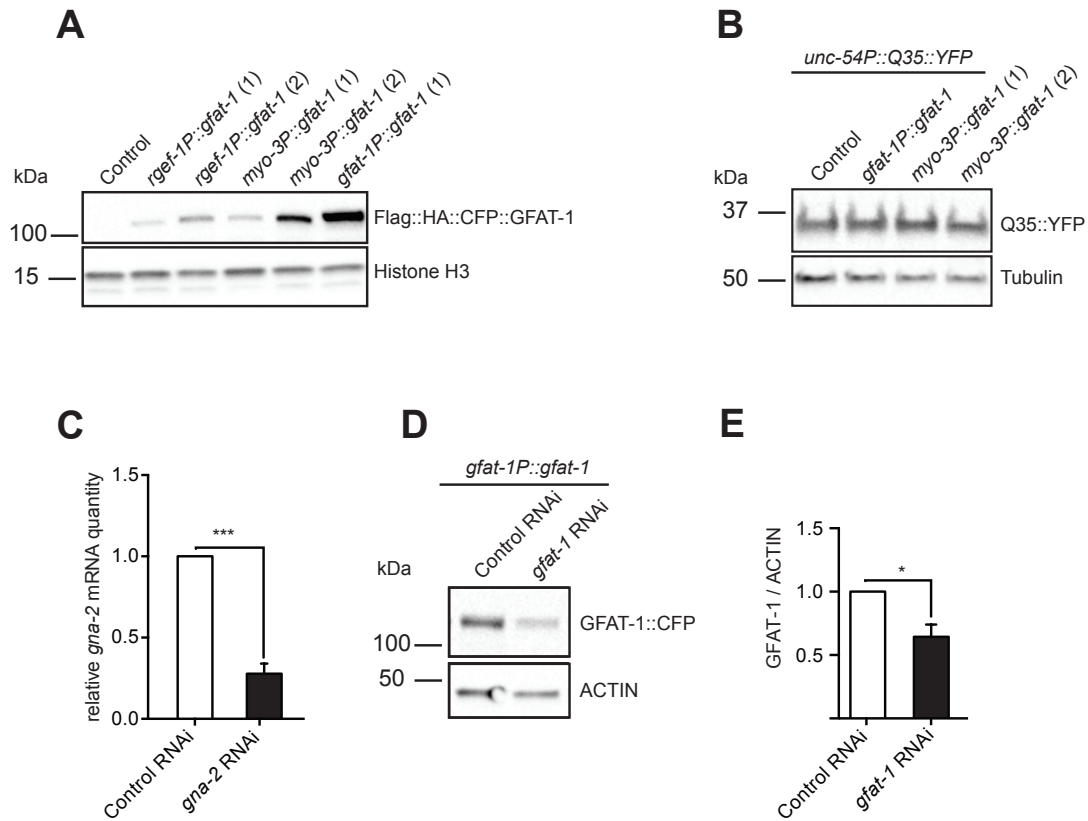 A
kDa
Control
rgef-1P::gfat-1 (1)
rgef-1P::gfat-1 (2)
myo-3P::gfat-1 (1)
myo-3P::gfat-1 (2)
gfat-1P::gfat-1 (1)
100
Flag::HA::CFP::GFAT-1
15
Histone H3
B
unc-54P::Q35::YFP
kDa
Control
gfat-1P::gfat-1
myo-3P::gfat-1 (1)
myo-3P::gfat-1 (2)
37
Q35::YFP
50
Tubulin
C
relative gna-2 mRNA quantity
1.5
1.0
0.5
0.0
***
Control RNAi
gna-2 RNAi
D
gfat-1P::gfat-1
kDa
Control RNAi
gfat-1 RNAi
100
GFAT-1::CFP
50
ACTIN
E
GFAT-1 / ACTIN
1.5
1.0
0.5
*
Control RNAi
gfat-1 RNAi